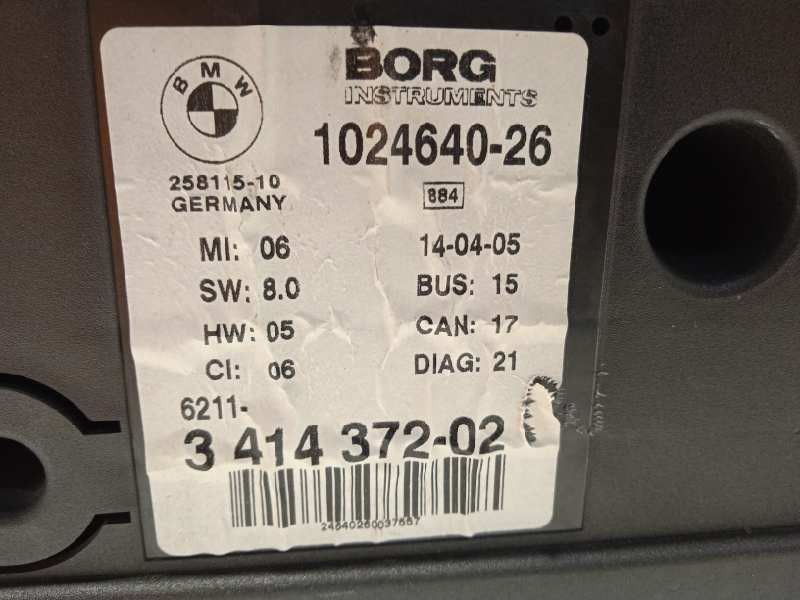 BMW
BORG
INSTRUMENTS
1024640-26
258115-10
GERMANY
884
MI: 06
14-04-05
SW: 8.0
BUS: 15
HW: 05
CAN: 17
CI: 06
DIAG: 21
6211-
3 414 372-02